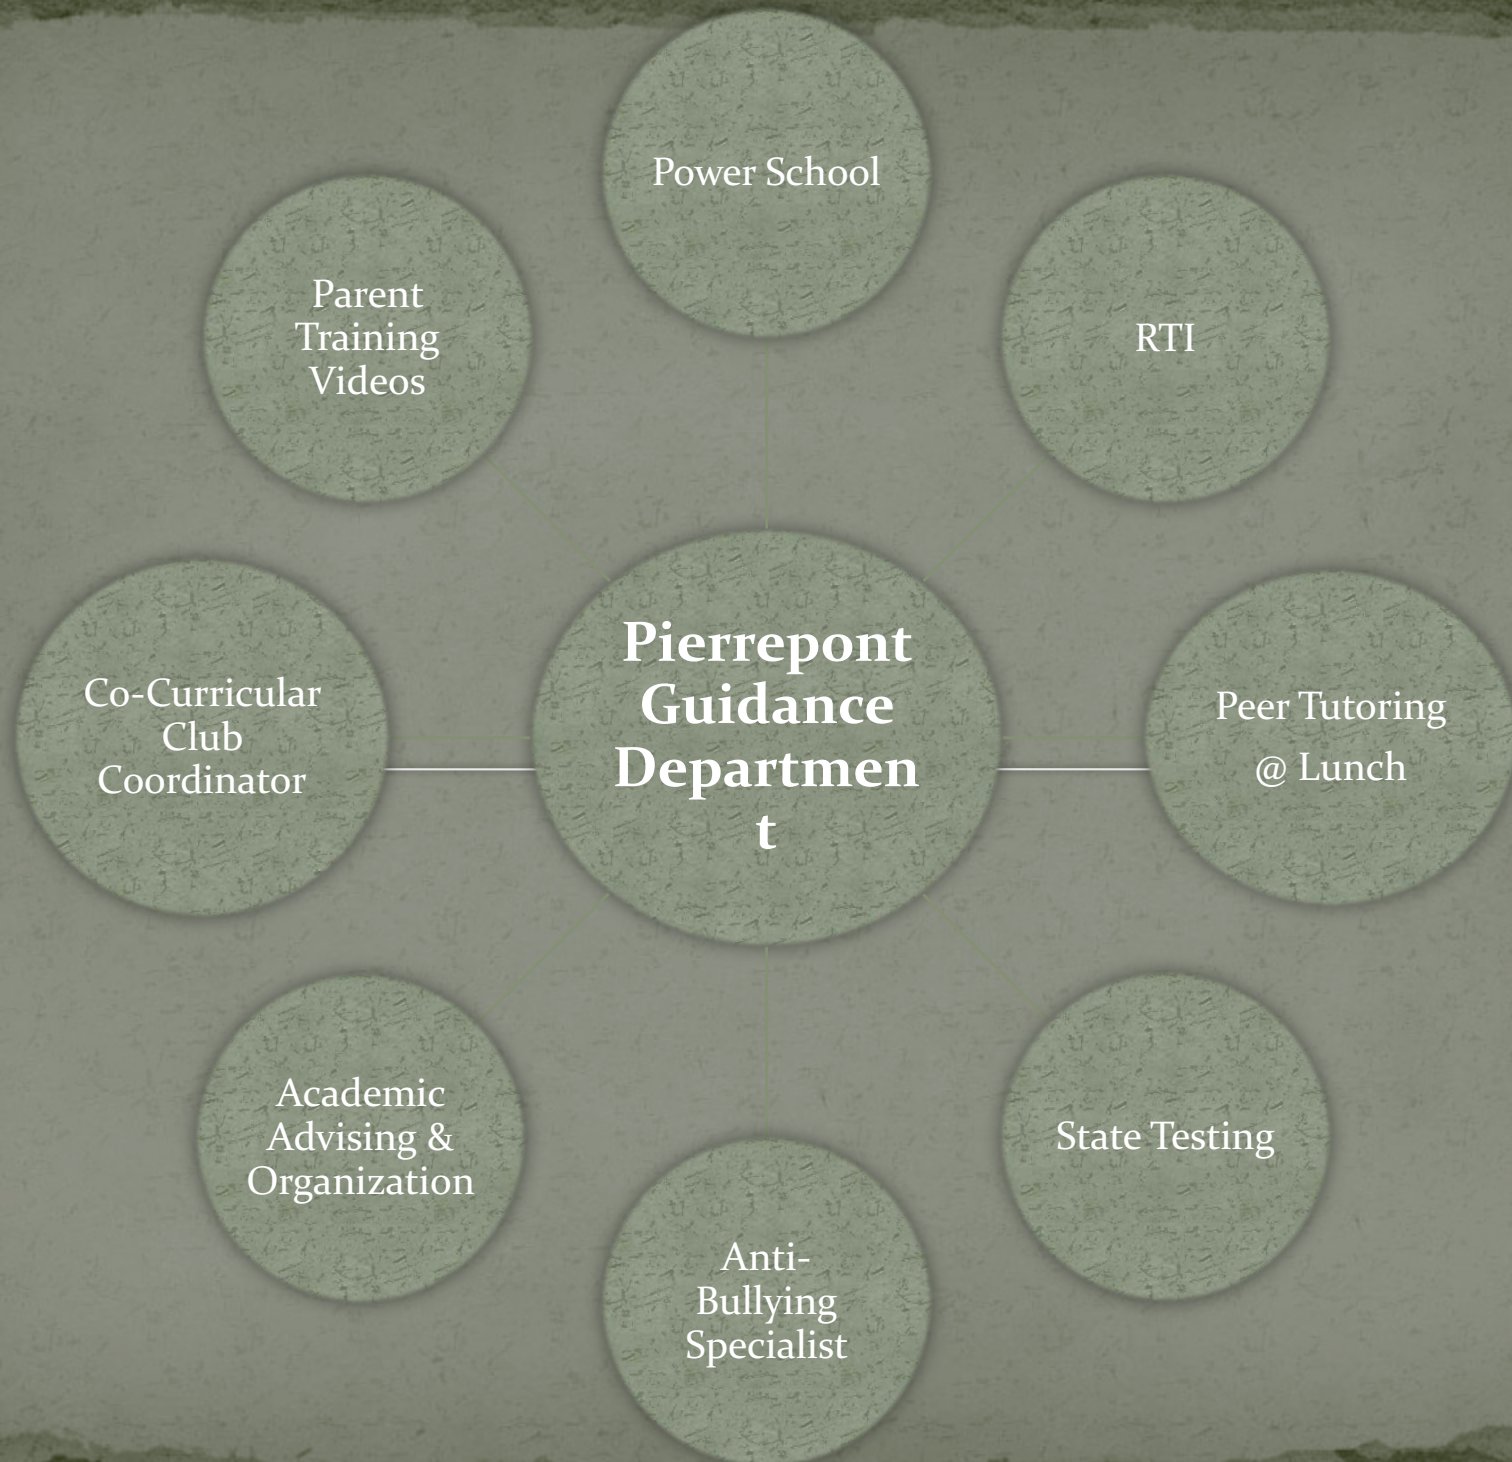 Power School
Parent
Training
Videos
RTI
Pierrepont
Guidance
Departmen
t
Co-Curricular
Club
Coordinator
Peer Tutoring
@ Lunch
Academic
Advising &
Organization
State Testing
Anti-
Bullying
Specialist